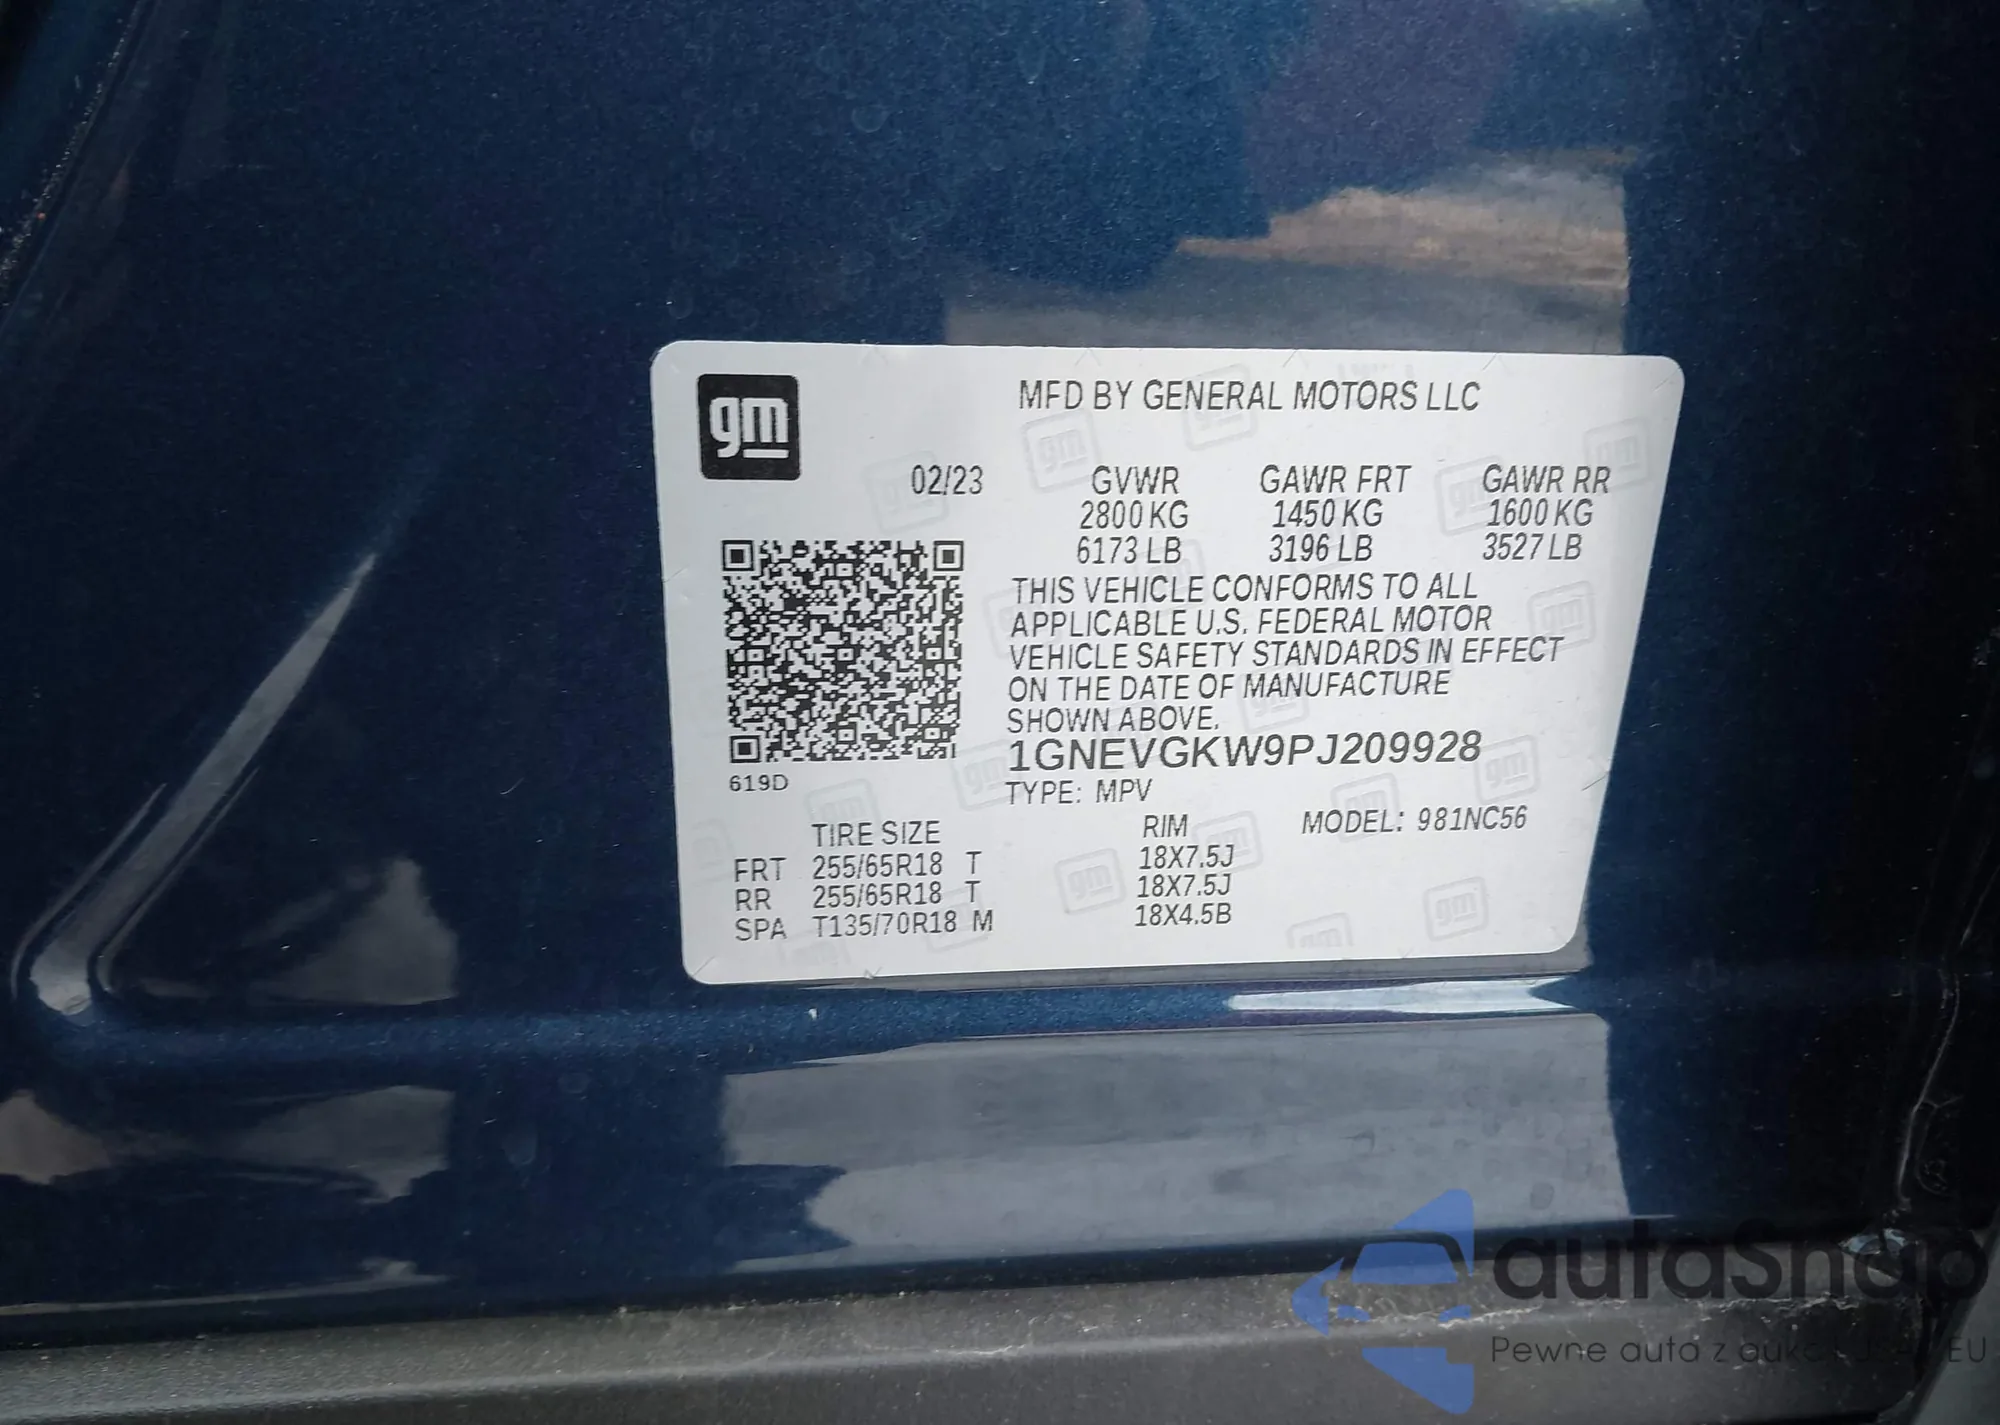 gm
MFD BY GENERAL MOTORS LLC
02/23 GVWR GAWR FRT GAWR RR
2800 KG 1450 KG 1600 KG
6173 LB 3196 LB 3527 LB
THIS VEHICLE CONFORMS TO ALL
APPLICABLE U.S. FEDERAL MOTOR
VEHICLE SAFETY STANDARDS IN EFFECT
ON THE DATE OF MANUFACTURE
SHOWN ABOVE.
1GNEVGKW9PJ209928
619D
TYPE: MPV
TIRE SIZE RIM MODEL: 981NC56
FRT 255/65R18 T 18X7.5J
RR 255/65R18 T 18X7.5J
SPA T135/70R18 M 18X4.5B
autaSnap
Pewne auta z aukcji EU